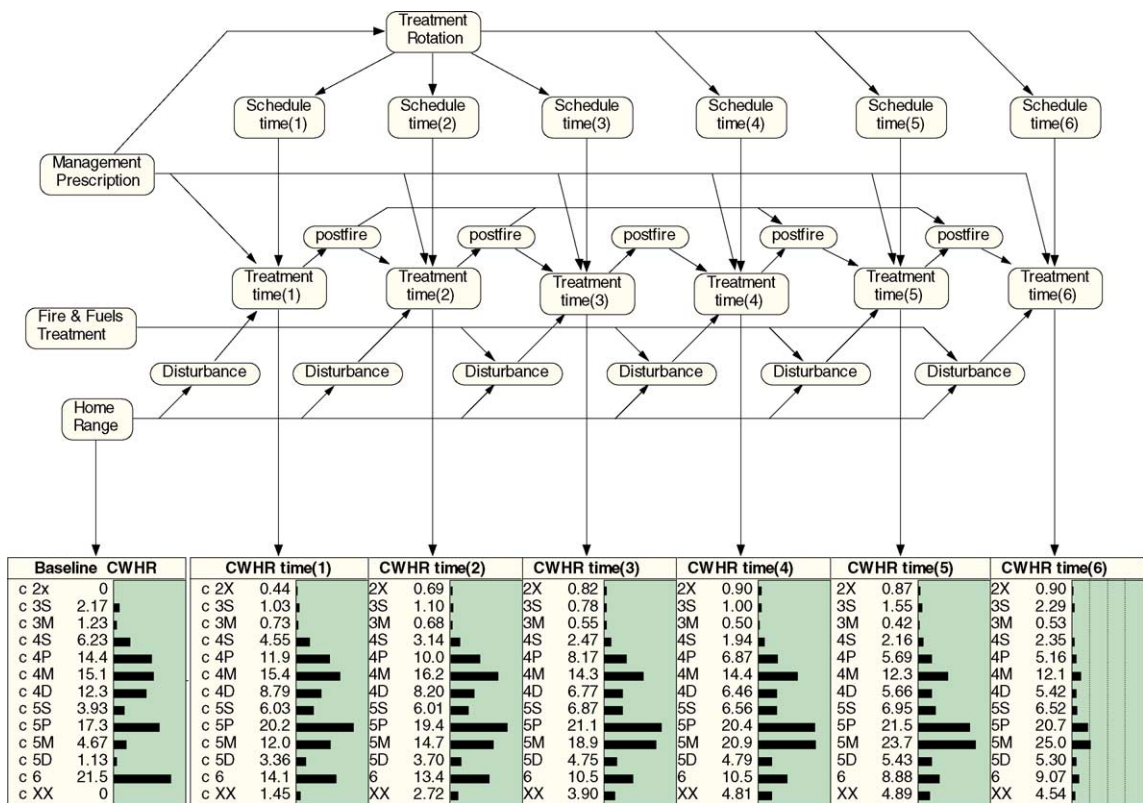 Treatment
Rotation
Schedule
time(1)
Schedule
time(2)
Schedule
time(3)
Schedule
time(4)
Schedule
time(5)
Schedule
time(6)
Management
Prescription
postfire
postfire
postfire
postfire
postfire
Treatment
time(1)
Treatment
time(2)
Treatment
time(3)
Treatment
time(4)
Treatment
time(5)
Treatment
time(6)
Fire & Fuels
Treatment
Disturbance
Disturbance
Disturbance
Disturbance
Disturbance
Disturbance
Home
Range
Baseline CWHR
c 2x 0
c 3S 2.17
c 3M 1.23
c 4S 6.23
c 4P 14.4
c 4M 15.1
c 4D 12.3
c 5S 3.93
c 5P 17.3
c 5M 4.67
c 5D 1.13
c 6 21.5
c XX 0
CWHR time(1)
c 2X 0.44
c 3S 1.03
c 3M 0.73
c 4S 4.55
c 4P 11.9
c 4M 15.4
c 4D 8.79
c 5S 6.03
c 5P 20.2
c 5M 12.0
c 5D 3.36
c 6 14.1
c XX 1.45
CWHR time(2)
2X 0.69
3S 1.10
3M 0.68
4S 3.14
4P 10.0
4M 16.2
4D 8.20
5S 6.01
5P 19.4
5M 14.7
5D 3.70
6 13.4
XX 2.72
CWHR time(3)
2X 0.82
3S 0.78
3M 0.55
4S 2.47
4P 8.17
4M 14.3
4D 6.77
5S 6.87
5P 21.1
5M 18.9
5D 4.75
6 10.5
XX 3.90
CWHR time(4)
2X 0.90
3S 1.00
3M 0.50
4S 1.94
4P 6.87
4M 14.4
4D 6.46
5S 6.56
5P 20.4
5M 20.9
5D 4.79
6 10.5
XX 4.81
CWHR time(5)
2X 0.87
3S 1.55
3M 0.42
4S 2.16
4P 5.69
4M 12.3
4D 5.66
5S 6.95
5P 21.5
5M 23.7
5D 5.43
6 8.88
XX 4.89
CWHR time(6)
2X 0.90
3S 2.29
3M 0.53
4S 2.35
4P 5.16
4M 12.1
4D 5.42
5S 6.52
5P 20.7
5M 25.0
5D 5.30
6 9.07
XX 4.54